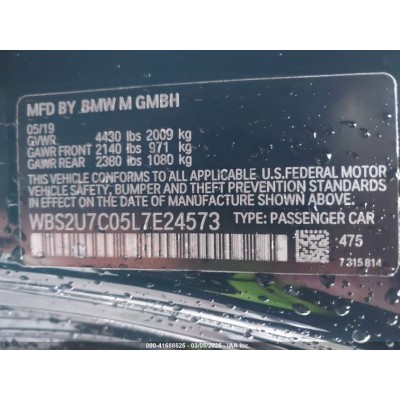 MFD BY BMW M GMBH
05/19
GVWR 4430 lbs 2009 kg
GAWR FRONT 2140 lbs 971 kg
GAWR REAR 2380 lbs 1080 kg
THIS VEHICLE CONFORMS TO ALL APPLICABLE U.S.FEDERAL MOTOR
VEHICLE SAFETY, BUMPER, AND THEFT PREVENTION STANDARDS
IN EFFECT ON THE DATE OF MANUFACTURE SHOWN ABOVE.
WBS2U7C05L7E24573 TYPE: PASSENGER CAR
475
7 315 814
000-41688525 - 03/05/2025 - IAA Inc.